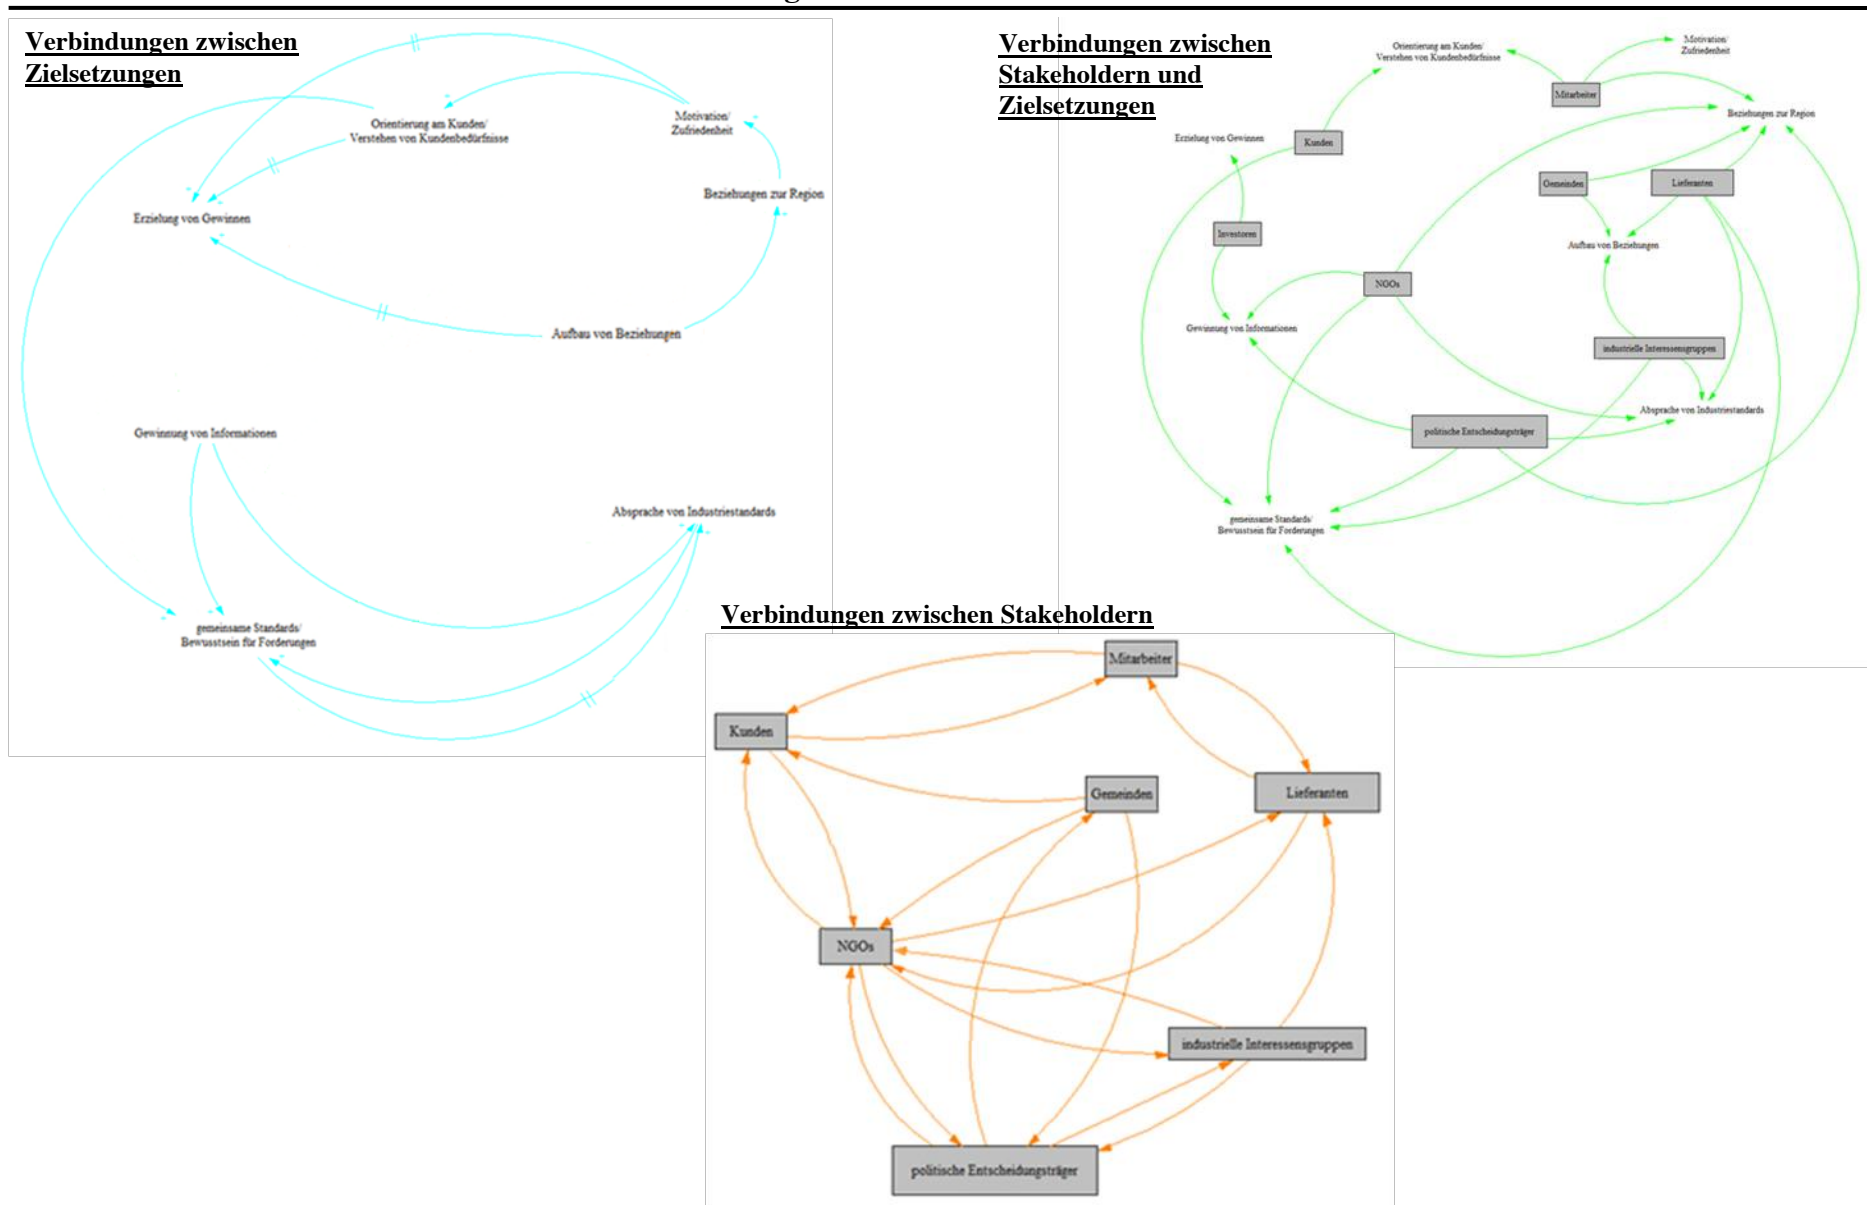 Verbindungen zwischen
Zielsetzungen
Orientierung am Kunden/
Verstehen von Kundenbedürfnisse
Motivation/
Zufriedenheit
Beziehungen zur Region
Erzielung von Gewinnen
Aufbau von Beziehungen
Gewinnung von Informationen
Absprache von Industriestandards
gemeinsame Standards/
Bewusstsein für Forderungen
Verbindungen zwischen
Stakeholdern und
Zielsetzungen
Orientierung am Kunden/
Verstehen von Kundenbedürfnisse
Motivation/
Zufriedenheit
Mitarbeiter
Beziehungen zur Region
Erzielung von Gewinnen
Kunden
Gemeinden
Lieferanten
Investoren
Aufbau von Beziehungen
NGOs
Gewinnung von Informationen
industrielle Interessensgruppen
Absprache von Industriestandards
politische Entscheidungsträger
gemeinsame Standards/
Bewusstsein für Forderungen
Verbindungen zwischen Stakeholdern
Mitarbeiter
Kunden
Gemeinden
Lieferanten
NGOs
industrielle Interessensgruppen
politische Entscheidungsträger